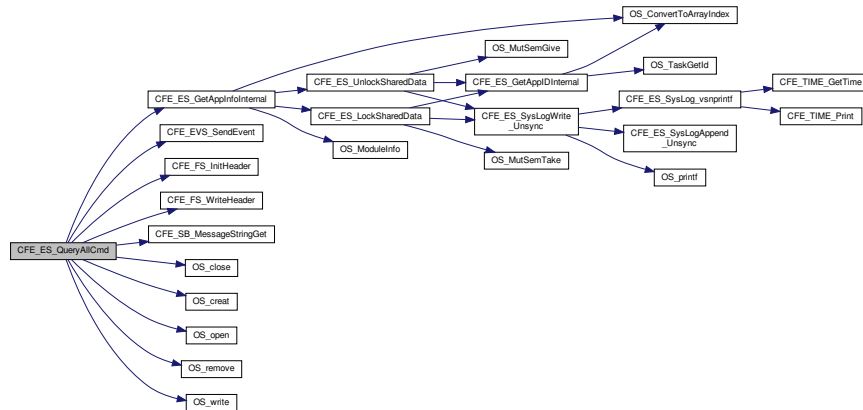 OS_ConvertToArrayIndex
OS_MutSemGive
CFE_ES_UnlockSharedData
CFE_ES_GetAppIDInternal
OS_TaskGetId
CFE_TIME_GetTime
CFE_ES_GetAppInfoInternal
CFE_ES_SysLog_vsnprintf
CFE_ES_LockSharedData
CFE_ES_SysLogWrite
_Unsync
CFE_TIME_Print
CFE_EVS_SendEvent
CFE_ES_SysLogAppend
_Unsync
OS_ModuleInfo
OS_MutSemTake
CFE_FS_InitHeader
OS_printf
CFE_FS_WriteHeader
CFE_SB_MessageStringGet
CFE_ES_QueryAllCmd
OS_close
OS_creat
OS_open
OS_remove
OS_write